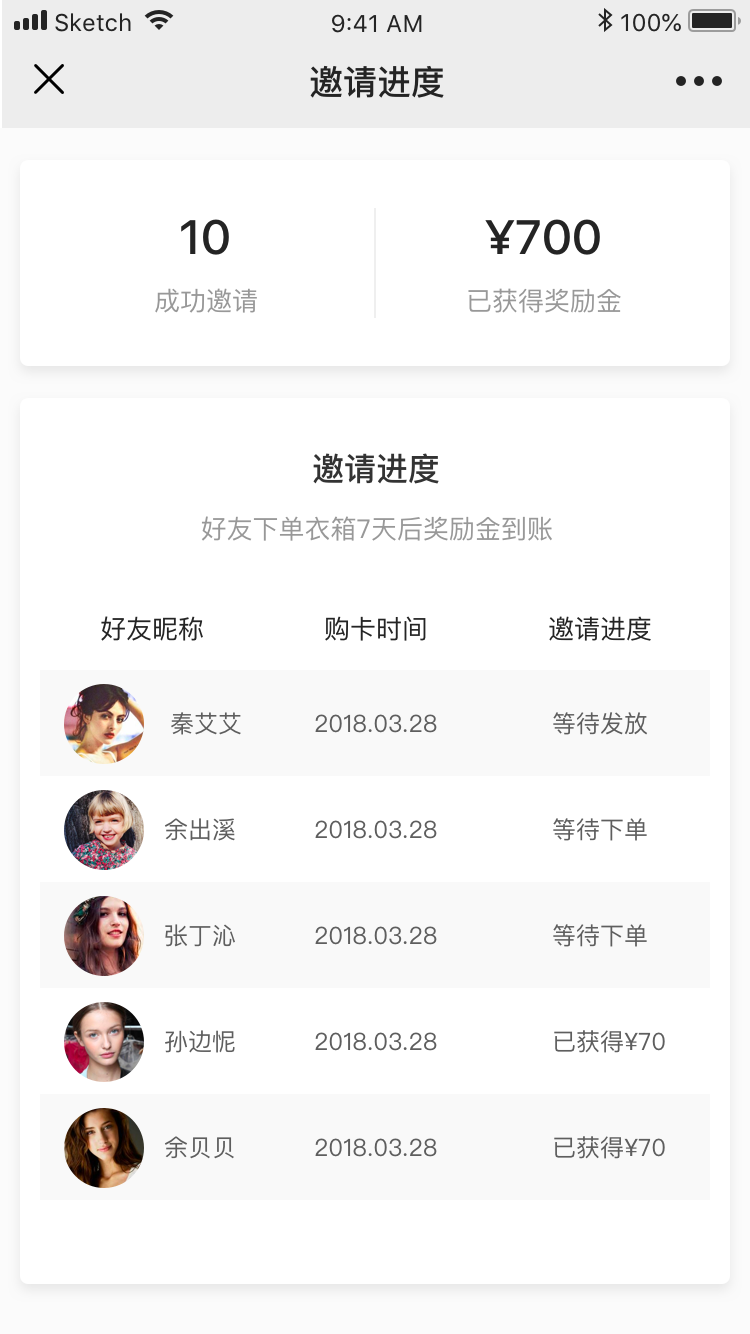 Sketch 9:41 AM 100%
邀请进度
10 ¥700
成功邀请 已获得奖励金
邀请进度
好友下单衣箱7天后奖励金到账
好友昵称 购卡时间 邀请进度
秦艾艾 2018.03.28 等待发放
余出溪 2018.03.28 等待下单
张丁沁 2018.03.28 等待下单
孙边怩 2018.03.28 已获得¥70
余贝贝 2018.03.28 已获得¥70